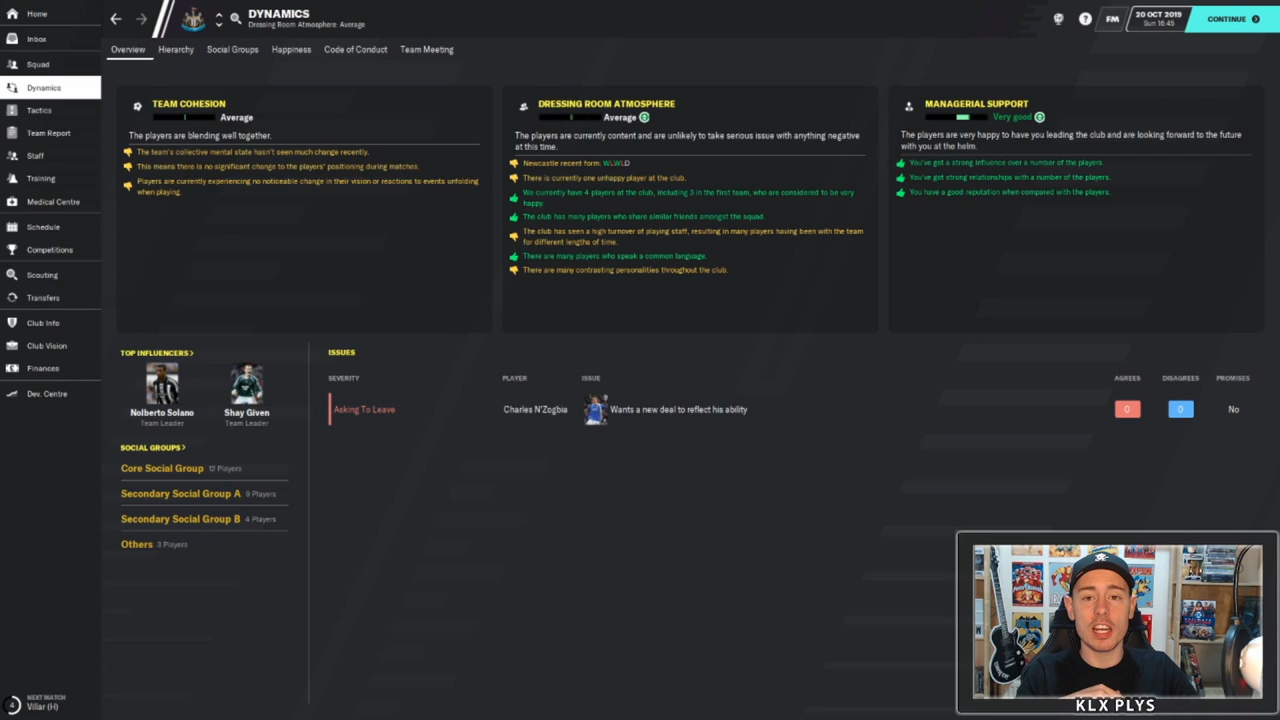 Home
Inbox
Squad
Dynamics
Tactics
Team Report
Staff
Training
Medical Centre
Schedule
Competitions
Scouting
Transfers
Club Info
Club Vision
Finances
Dev. Centre
4
NEXT MATCH
Villar (H)
DYNAMICS
Dressing Room Atmosphere: Average
?
FM
20 OCT 2019
Sun 16:45
CONTINUE
Overview
Hierarchy
Social Groups
Happiness
Code of Conduct
Team Meeting
TEAM COHESION
Average
The players are blending well together.
The team's collective mental state hasn't seen much change recently.
This means there is no significant change to the players' positioning during matches.
Players are currently experiencing no noticeable change in their vision or reactions to events unfolding
when playing.
DRESSING ROOM ATMOSPHERE
Average
The players are currently content and are unlikely to take serious issue with anything negative
at this time.
Newcastle recent form: WLWLD
There is currently one unhappy player at the club.
We currently have 4 players at the club, including 3 in the first team, who are considered to be very
happy.
The club has many players who share similar friends amongst the squad.
The club has seen a high turnover of playing staff, resulting in many players having been with the team
for different lengths of time.
There are many players who speak a common language.
There are many contrasting personalities throughout the club.
MANAGERIAL SUPPORT
Very good
The players are very happy to have you leading the club and are looking forward to the future
with you at the helm.
You've got a strong influence over a number of the players.
You've got strong relationships with a number of the players.
You have a good reputation when compared with the players.
TOP INFLUENCERS >
Nolberto Solano
Team Leader
Shay Given
Team Leader
SOCIAL GROUPS >
Core Social Group 12 Players
Secondary Social Group A 9 Players
Secondary Social Group B 4 Players
Others 3 Players
ISSUES
SEVERITY
PLAYER
ISSUE
AGREES
DISAGREES
PROMISES
Asking To Leave
Charles N'Zogbia
Wants a new deal to reflect his ability
0
0
No
KLX PLYS